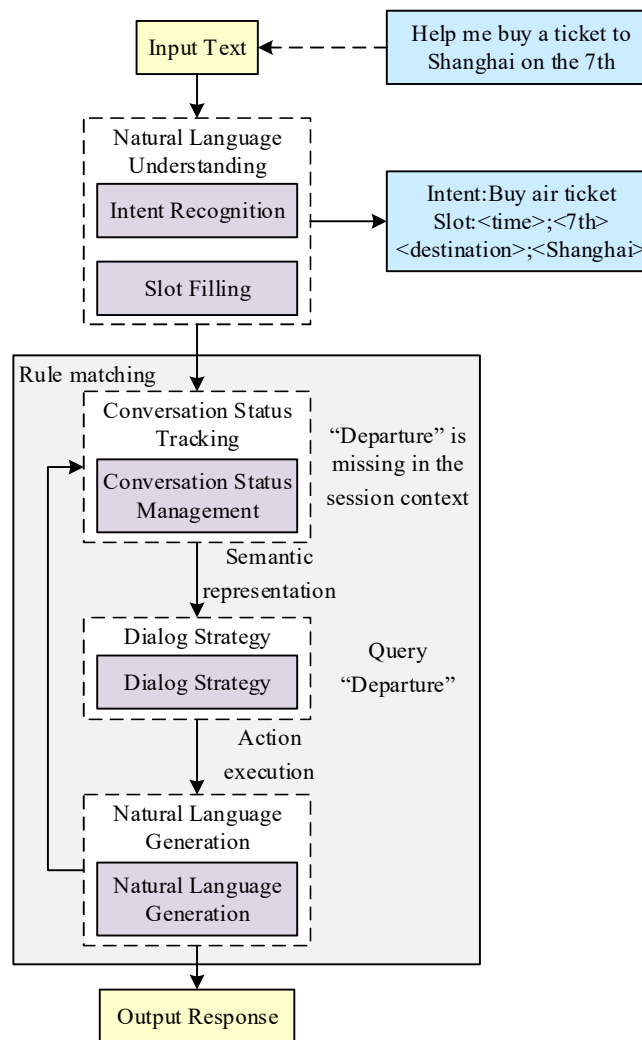 Input Text
Help me buy a ticket to
Shanghai on the 7th
Natural Language
Understanding
Intent Recognition
Slot Filling
Intent:Buy air ticket
Slot:<time>;<7th>
<destination>;<Shanghai>
Rule matching
Conversation Status
Tracking
Conversation Status
Management
“Departure” is
missing in the
session context
Semantic
representation
Dialog Strategy
Dialog Strategy
Query
“Departure”
Action
execution
Natural Language
Generation
Natural Language
Generation
Output Response